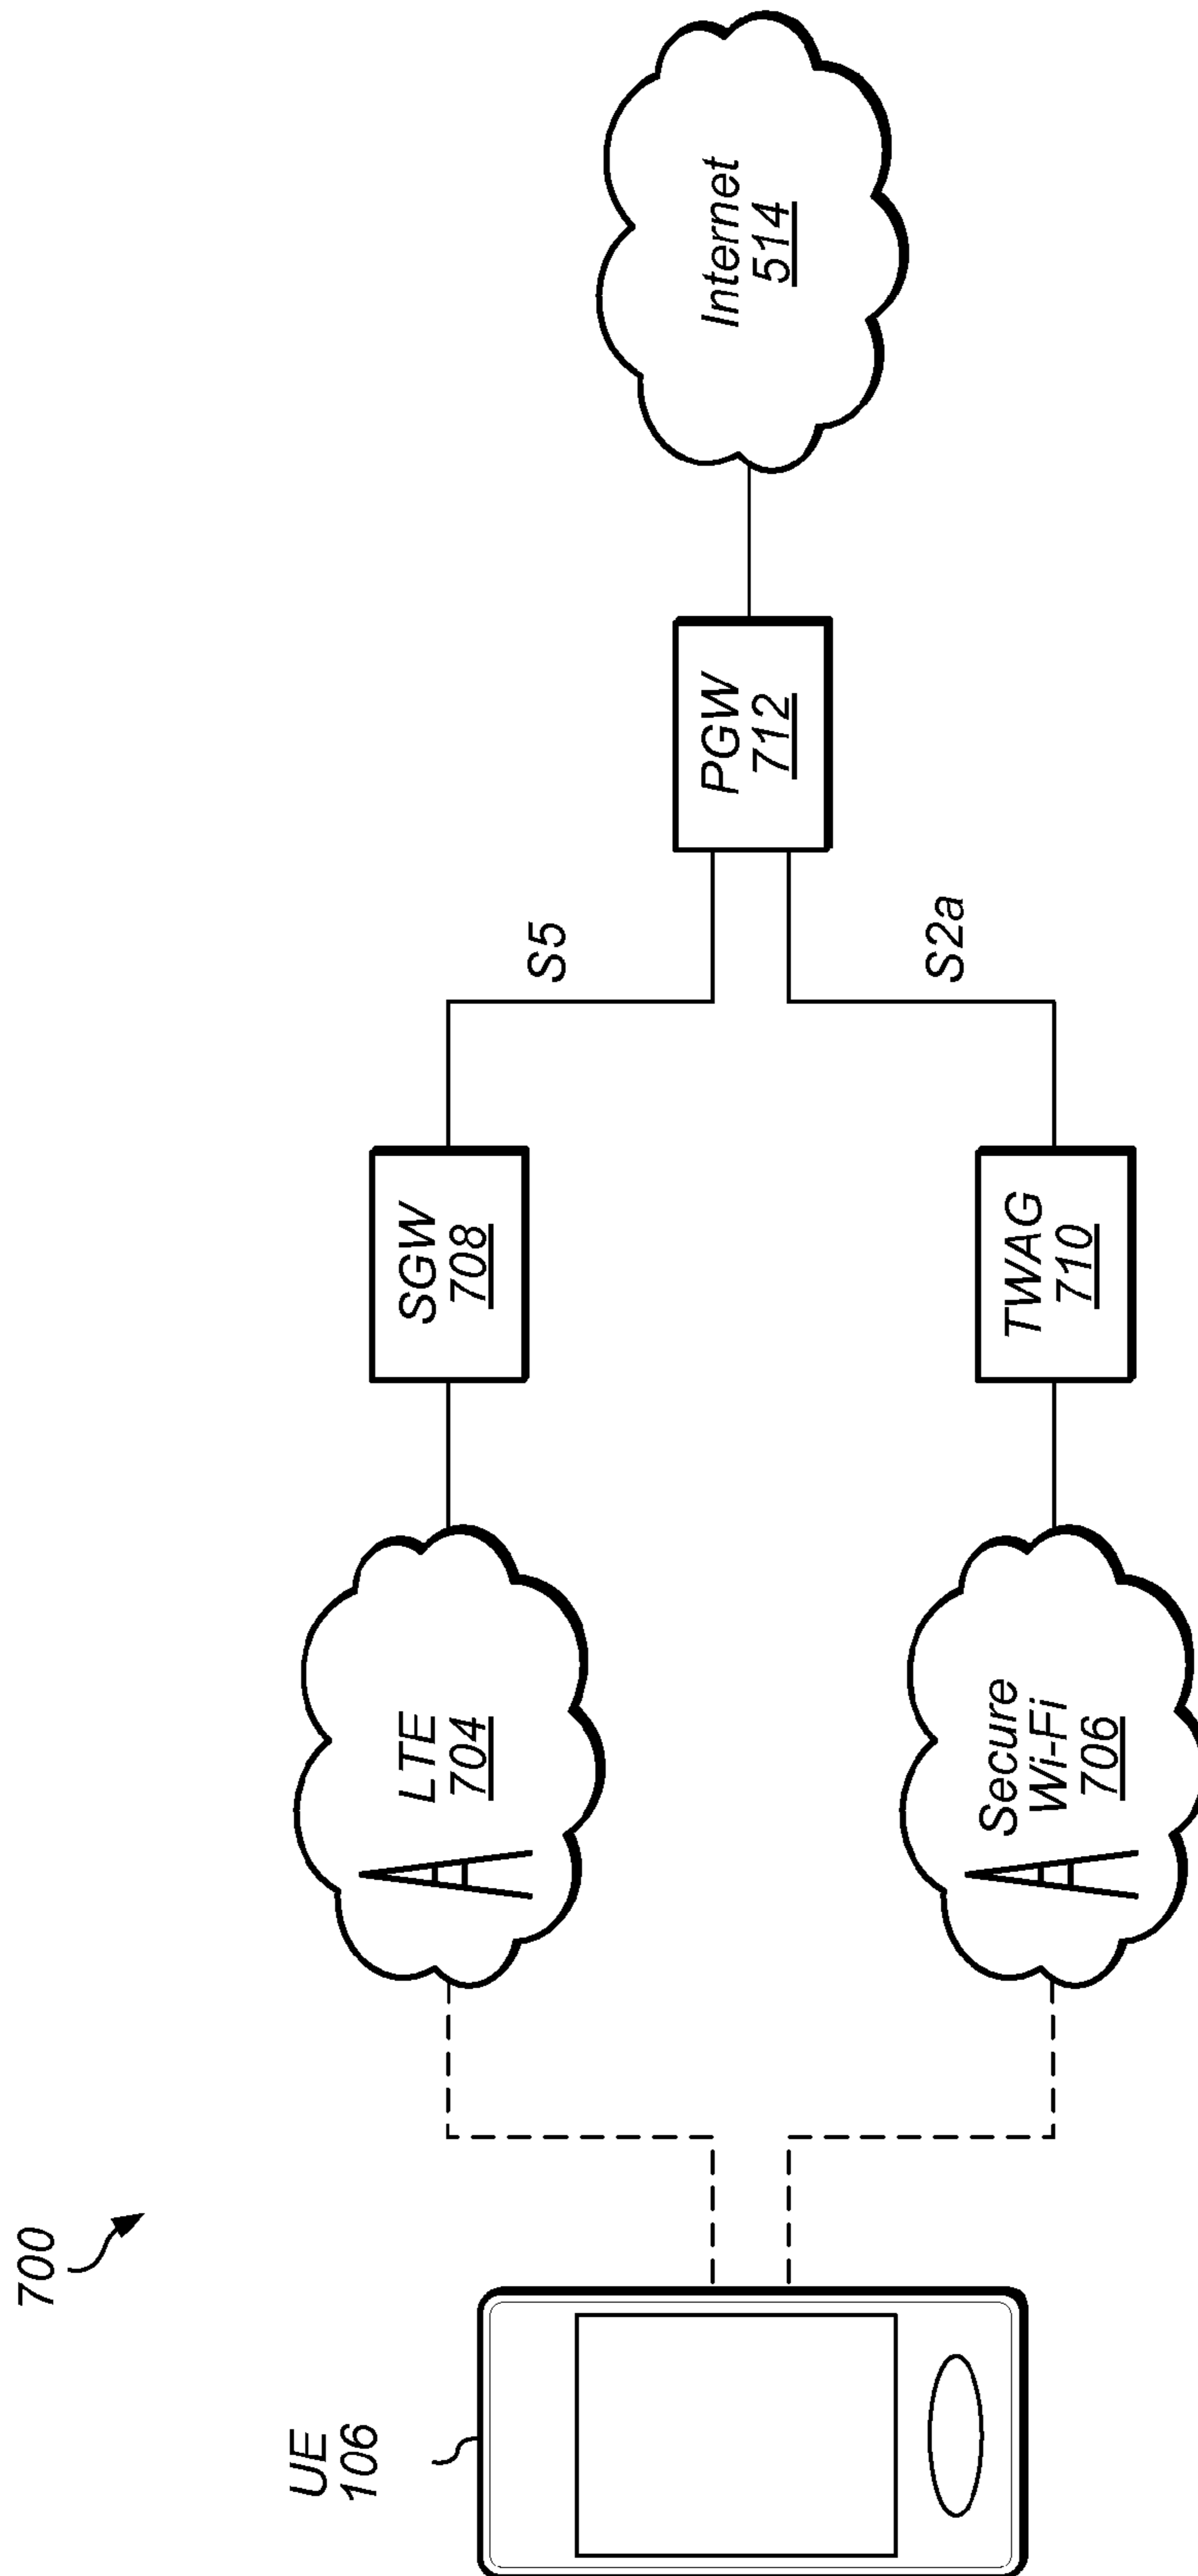 700
UE
106
LTE
704
Secure
Wi-Fi
706
SGW
708
TWAG
710
S5
S2a
PGW
712
Internet
514